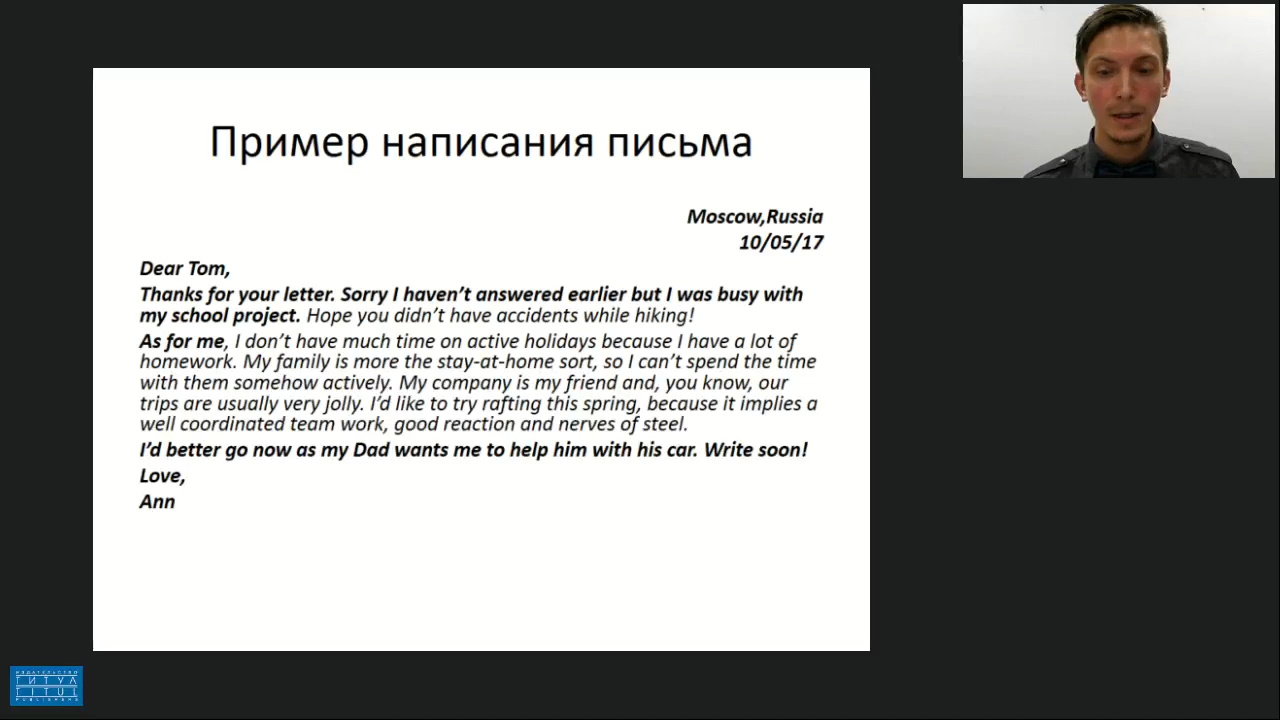 Пример написания письма
Moscow,Russia
10/05/17
Dear Tom,
Thanks for your letter. Sorry I haven't answered earlier but I was busy with
my school project. Hope you didn't have accidents while hiking!
As for me, I don't have much time on active holidays because I have a lot of
homework. My family is more the stay-at-home sort, so I can't spend the time
with them somehow actively. My company is my friend and, you know, our
trips are usually very jolly. I'd like to try rafting this spring, because it implies a
well coordinated team work, good reaction and nerves of steel.
I'd better go now as my Dad wants me to help him with his car. Write soon!
Love,
Ann
ИЗДАТЕЛЬСТВО
ТИТУЛ
TITUL
PUBLISHERS